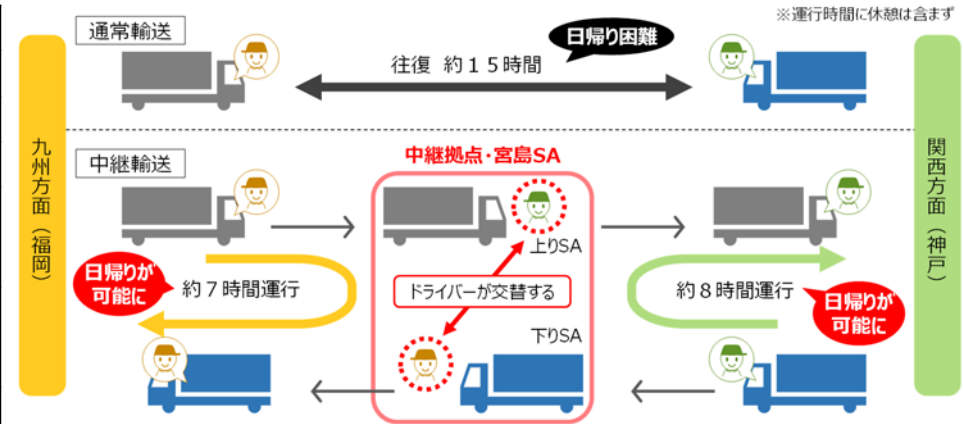 ※運行時間に休憩は含まず
通常輸送
日帰り困難
往復 約15時間
九州方面（福岡）
関西方面（神戸）
中継輸送
中継拠点・宮島SA
上りSA
日帰りが
可能に
約7時間運行
ドライバーが交替する
約8時間運行
日帰りが
可能に
下りSA